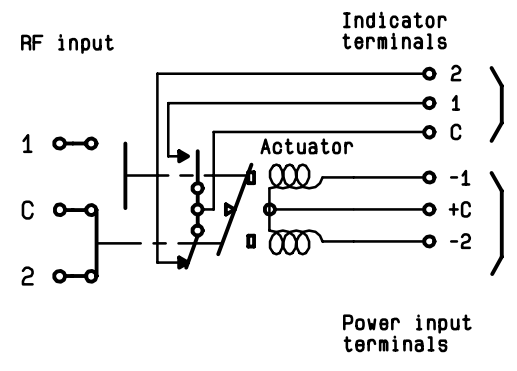 Indicator
terminals
RF input
2
1
C
1
Actuator
-1
C
+C
-2
2
Power input
terminals